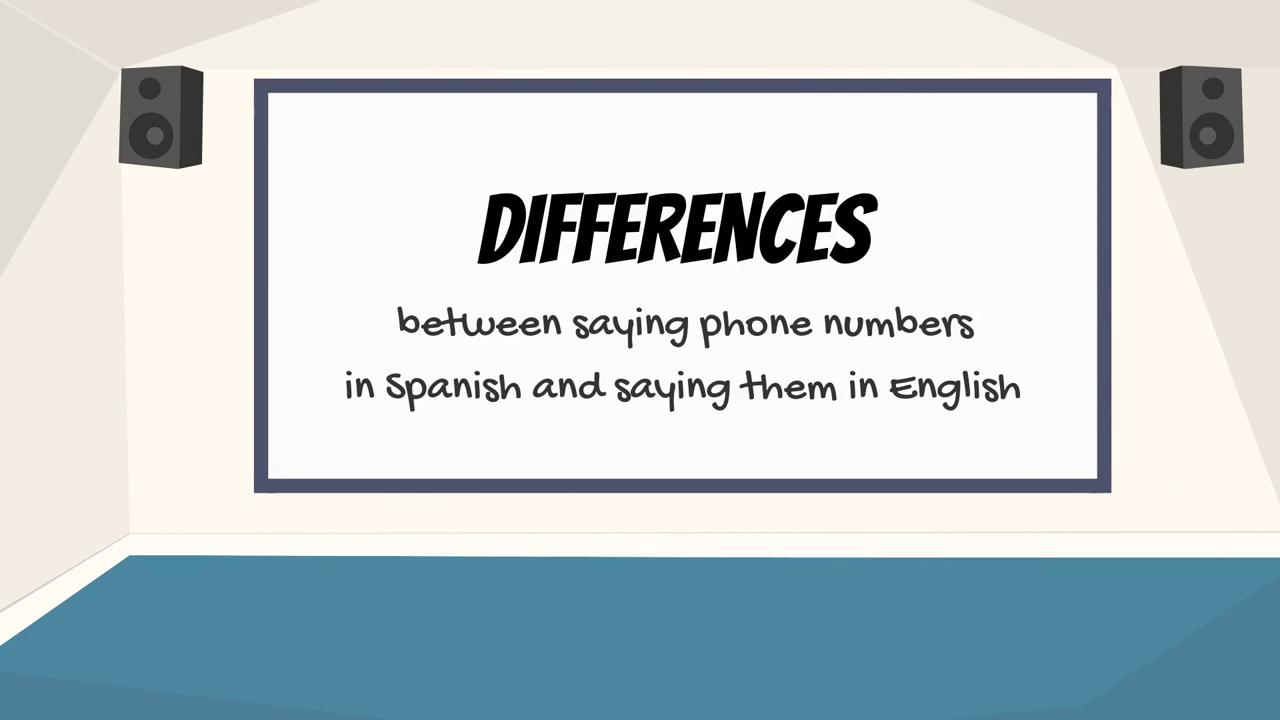 DIFFERENCES
between saying phone numbers
in Spanish and saying them in English